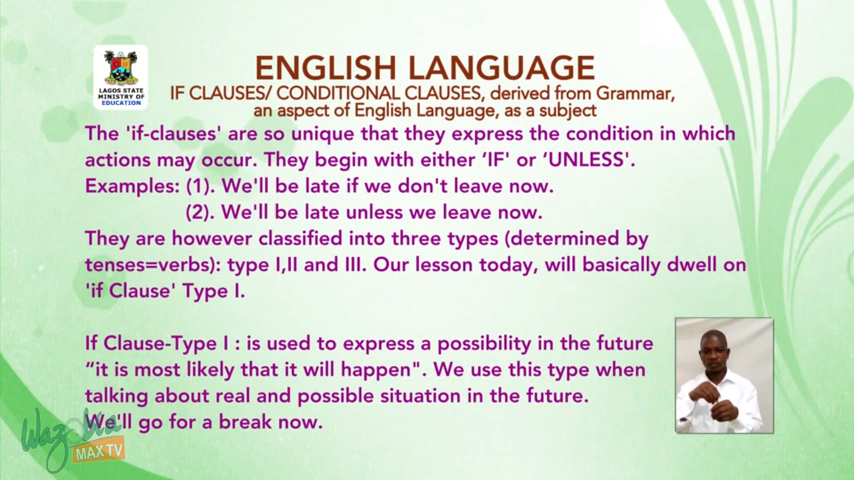 LAGOS STATE
MINISTRY OF
EDUCATION
ENGLISH LANGUAGE
IF CLAUSES/ CONDITIONAL CLAUSES, derived from Grammar,
an aspect of English Language, as a subject
The 'if-clauses' are so unique that they express the condition in which
actions may occur. They begin with either ‘IF' or ‘UNLESS'.
Examples: (1). We'll be late if we don't leave now.
(2). We'll be late unless we leave now.
They are however classified into three types (determined by
tenses=verbs): type I,II and III. Our lesson today, will basically dwell on
'if Clause' Type I.
If Clause-Type I : is used to express a possibility in the future
“it is most likely that it will happen". We use this type when
talking about real and possible situation in the future.
We'll go for a break now.
Wazobia
MAX TV